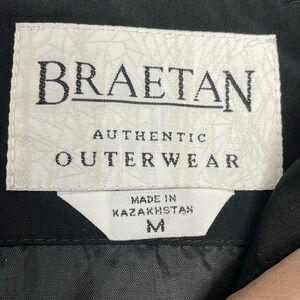 BRAETAN
AUTHENTIC
OUTERWEAR
MADE IN
KAZAKHSTAN
M